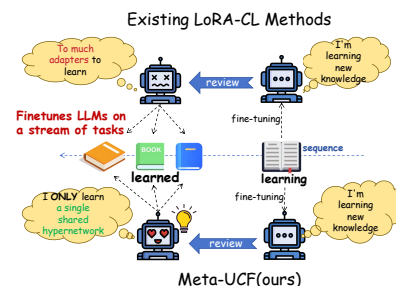 Existing LoRA-CL Methods
To much
adapters to
learn
I'm
learning
new
knowledge
review
Finetunes LLMs on
a stream of tasks
fine-tuning
BOOK
sequence
learned
learning
fine-tuning
I ONLY learn
a single
shared
hypernetwork
I'm
learning
new
knowledge
review
Meta-UCF(ours)